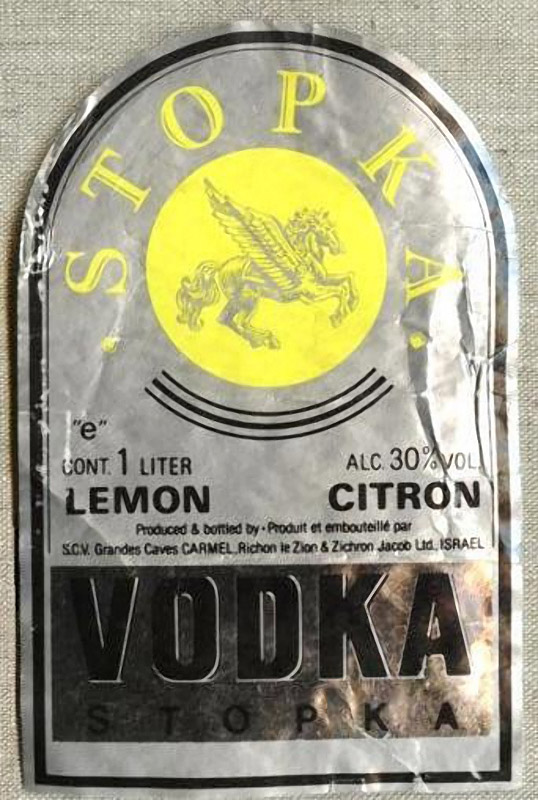 STOPKA
"e"
CONT. 1 LITER ALC. 30% VOL.
LEMON CITRON
Produced & bottled by • Produit et embouteillé par
S.C.V. Grandes Caves CARMEL, Richon le Zion & Zichron Jacob Ltd. ISRAEL
VODKA
STOPKA